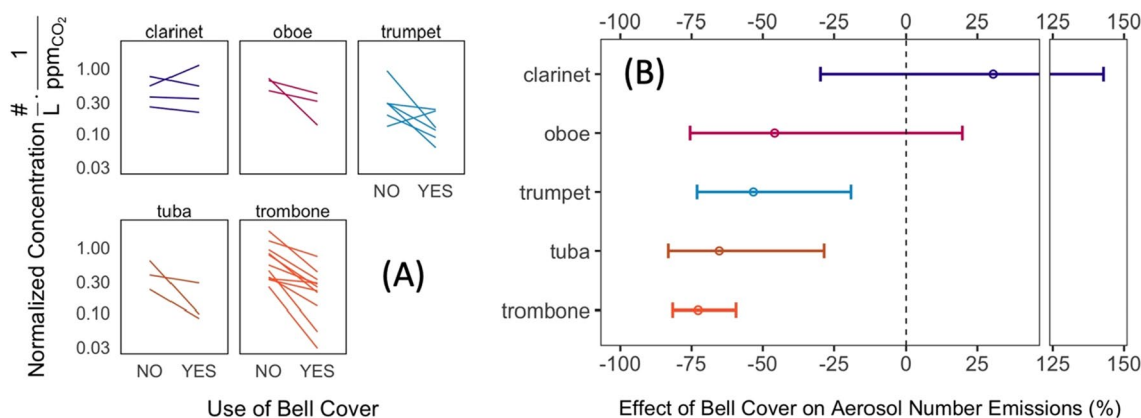 clarinet oboe trumpet
1.00
0.30
0.10
0.03
NO YES
tuba trombone
1.00
0.30
0.10
0.03
NO YES NO YES
Normalized Concentration # / L · 1 / ppmCO2
Use of Bell Cover
(A)
-100 -75 -50 -25 0 25 125 150
(B)
clarinet
oboe
trumpet
tuba
trombone
-100 -75 -50 -25 0 25 125 150
Effect of Bell Cover on Aerosol Number Emissions (%)